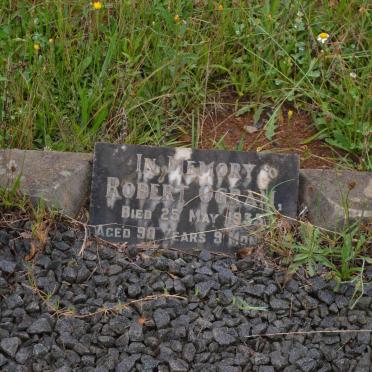 IN MEMORY
ROBERT
DIED 25 MAY
AGED 90 YEARS 9